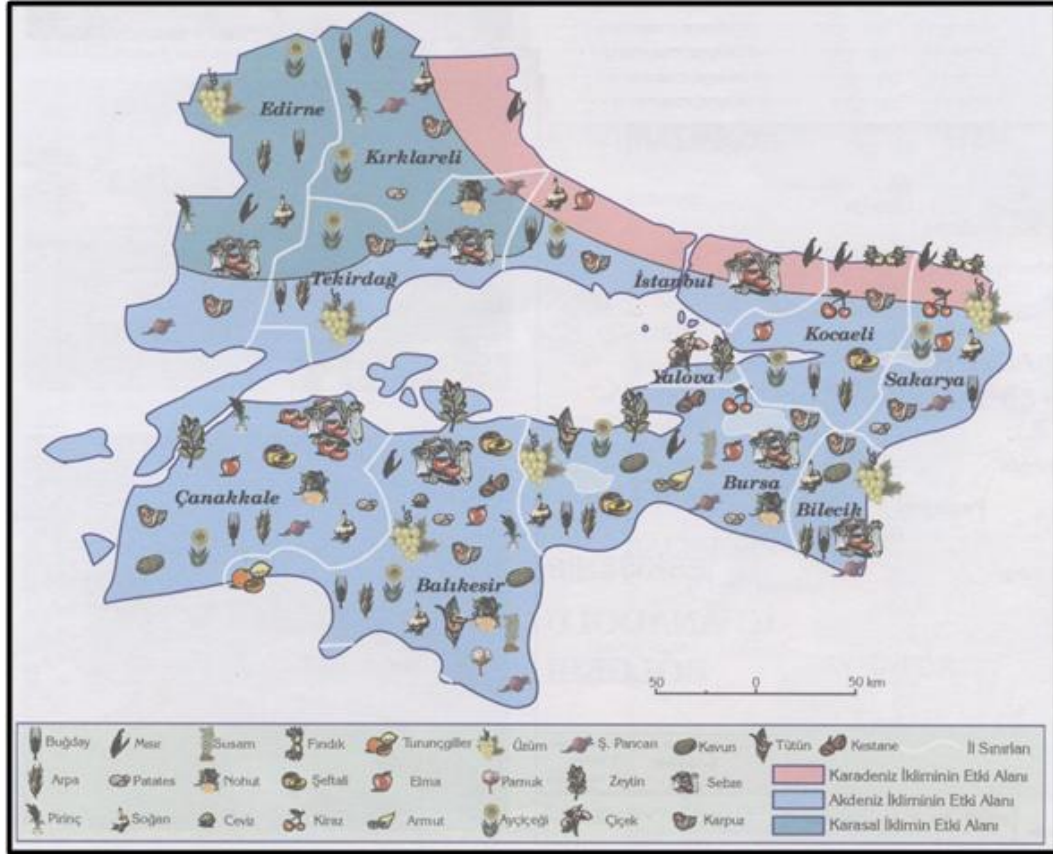 Edirne
Kırklareli
Tekirdağ
İstanbul
Kocaeli
Yalova
Sakarya
Çanakkale
Bursa
Bilecik
Balıkesir
50 0 50 km
Buğday Mısır Susam Fındık Turunçgiller Üzüm Ş. Pancarı Kavun Tütün Kestane İl Sınırları
Arpa Patates Nohut Şeftali Elma Pamuk Zeytin Sebze Karadeniz İkliminin Etki Alanı
Akdeniz İkliminin Etki Alanı
Pirinç Soğan Ceviz Kiraz Armut Ayçiçeği Çiçek Karpuz Karasal İklimin Etki Alanı